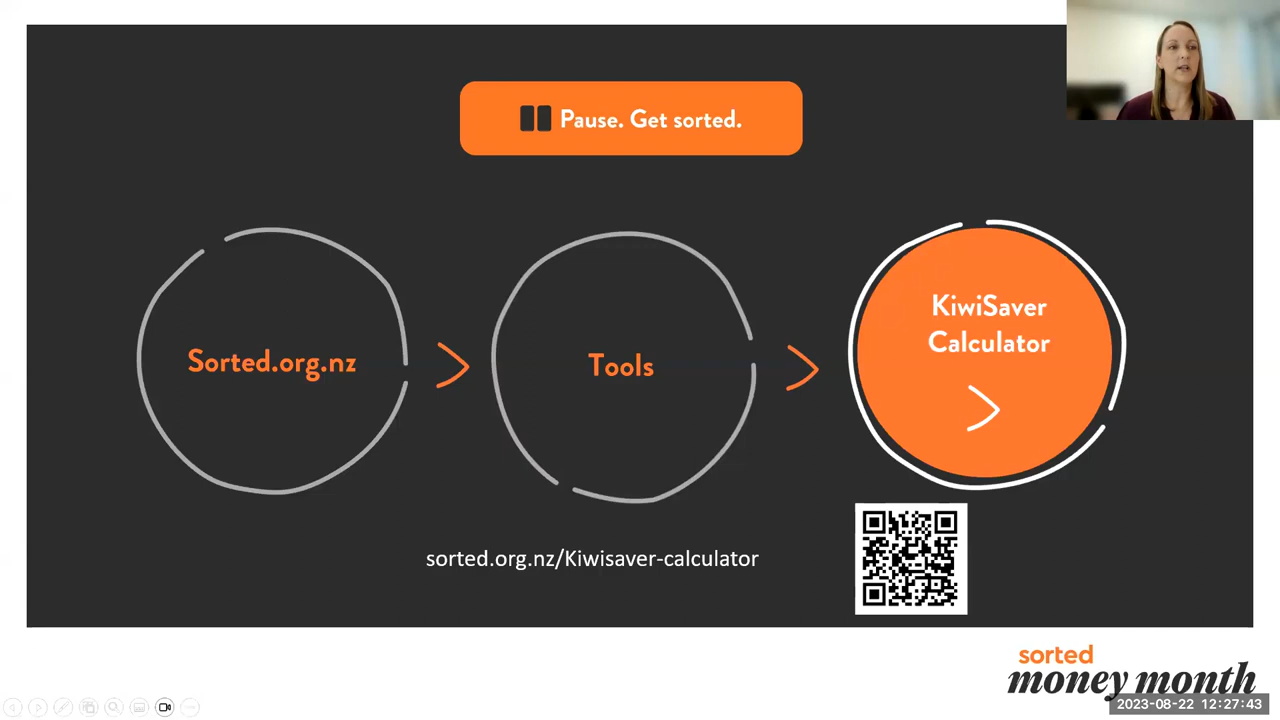 Pause. Get sorted.
Sorted.org.nz
Tools
KiwiSaver
Calculator
sorted.org.nz/Kiwisaver-calculator
sorted
money month
2023-08-22 12:27:43